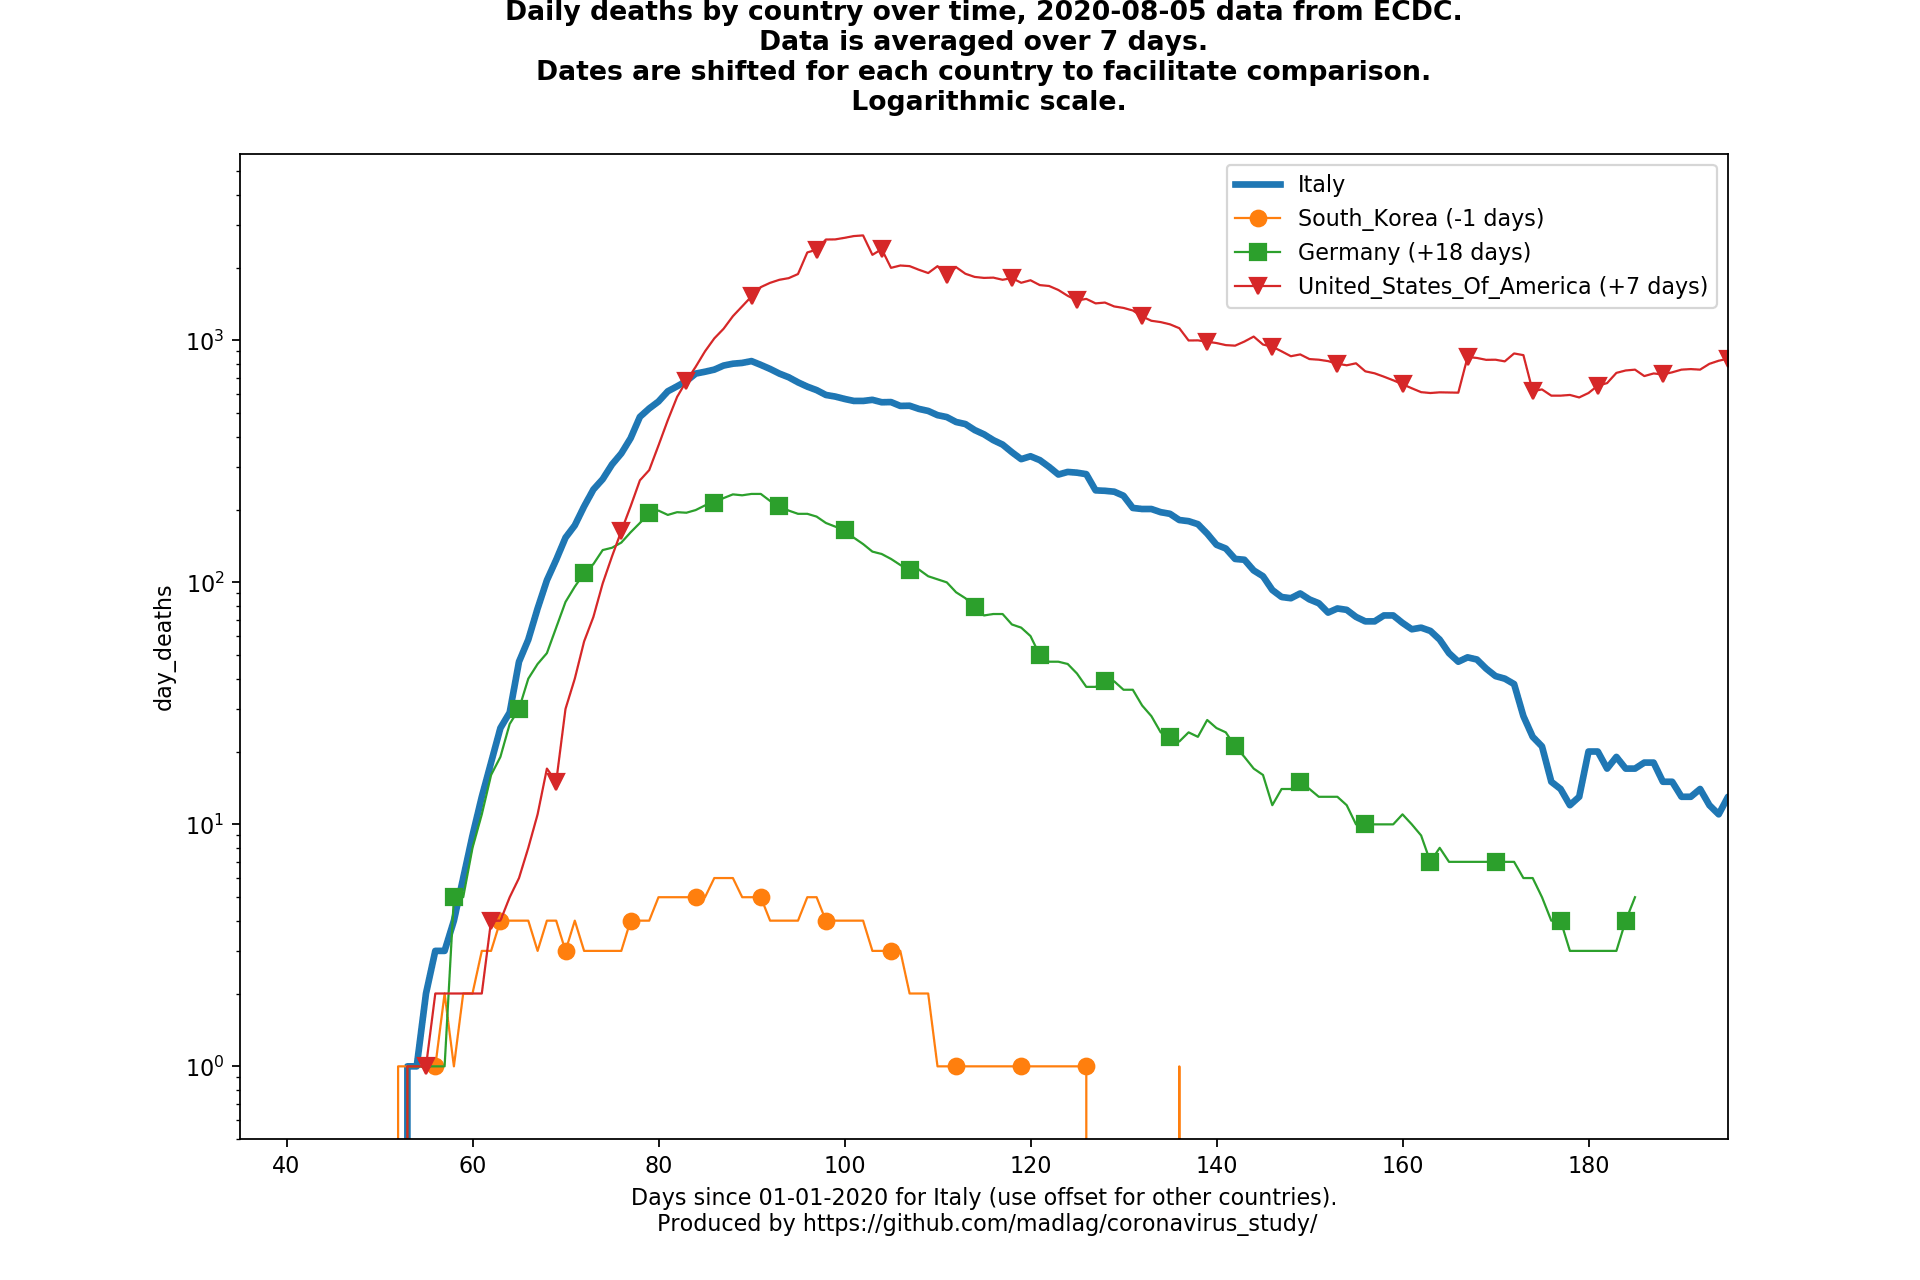 Daily deaths by country over time, 2020-08-05 data from ECDC.
Data is averaged over 7 days.
Dates are shifted for each country to facilitate comparison.
Logarithmic scale.
Italy
South_Korea (-1 days)
Germany (+18 days)
United_States_Of_America (+7 days)
10³
10²
10¹
10⁰
day_deaths
40 60 80 100 120 140 160 180
Days since 01-01-2020 for Italy (use offset for other countries).
Produced by https://github.com/madlag/coronavirus_study/